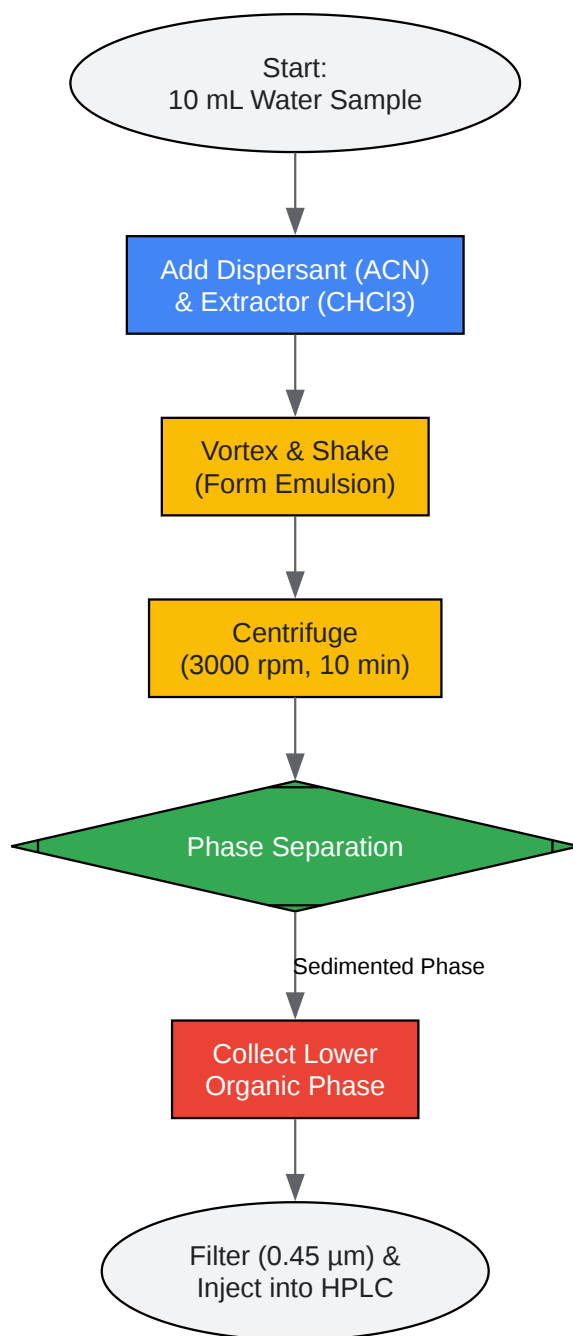 Start:
10 mL Water Sample
Add Dispersant (ACN)
& Extractor (CHCl3)
Vortex & Shake
(Form Emulsion)
Centrifuge
(3000 rpm, 10 min)
Phase Separation
Sedimented Phase
Collect Lower
Organic Phase
Filter (0.45 µm) &
Inject into HPLC